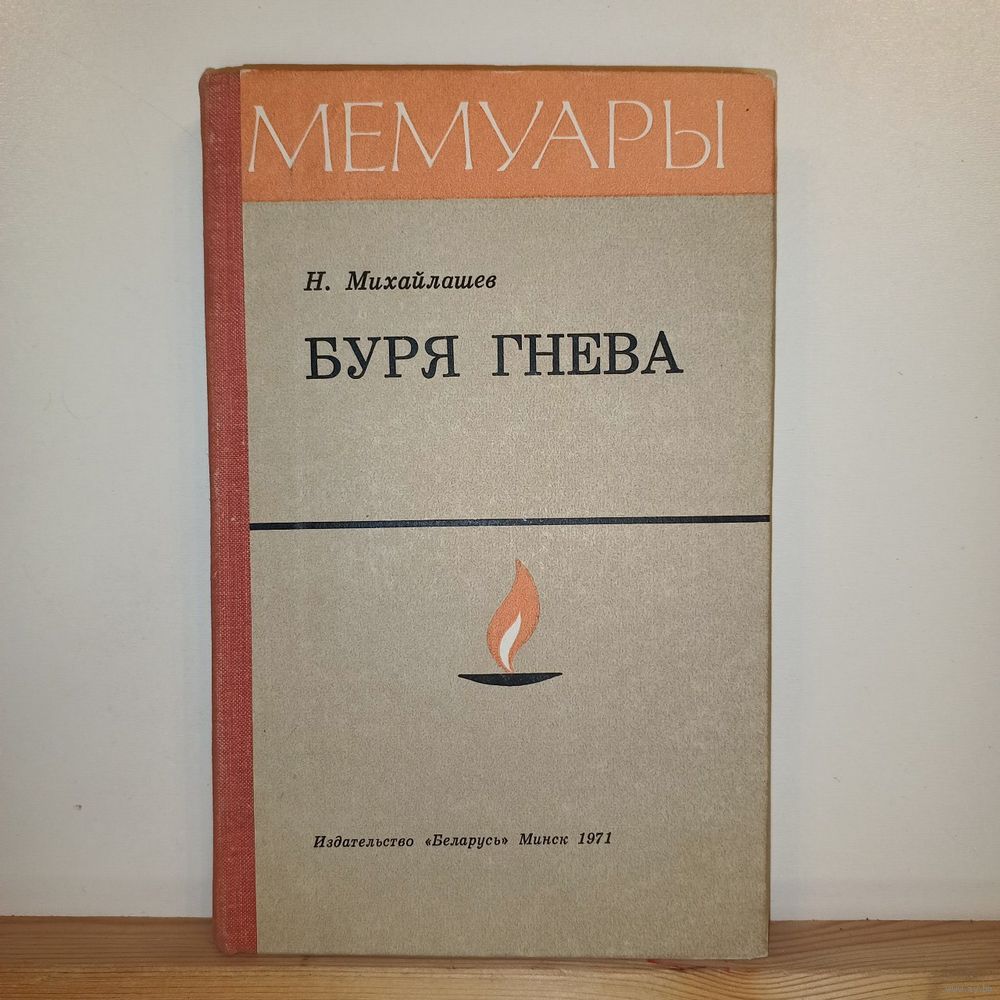 МЕМУАРЫ
Н. Михайлашев
БУРЯ ГНЕВА
Издательство «Беларусь» Минск 1971